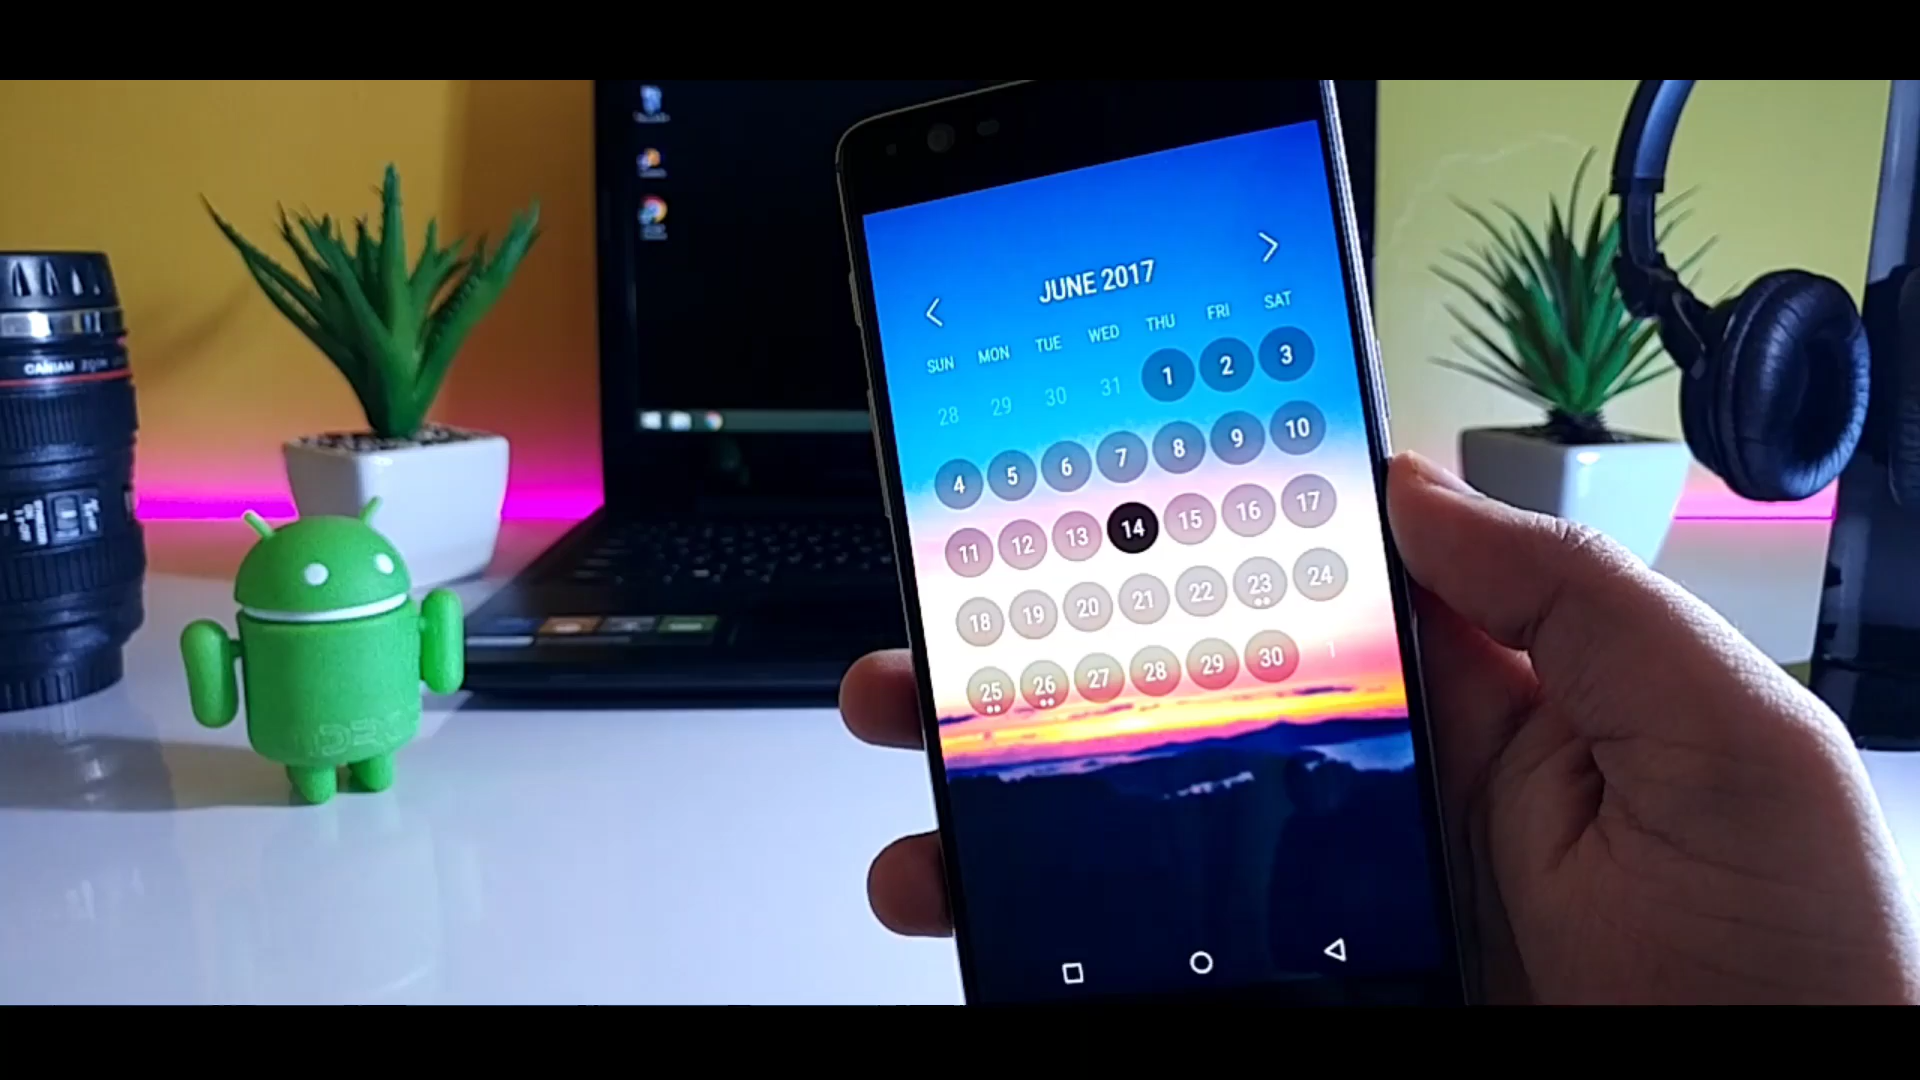 JUNE 2017
SUN MON TUE WED THU FRI SAT
28 29 30 31 1 2 3
4 5 6 7 8 9 10
11 12 13 14 15 16 17
18 19 20 21 22 23 24
25 26 27 28 29 30 1
CANIAM ZOOM